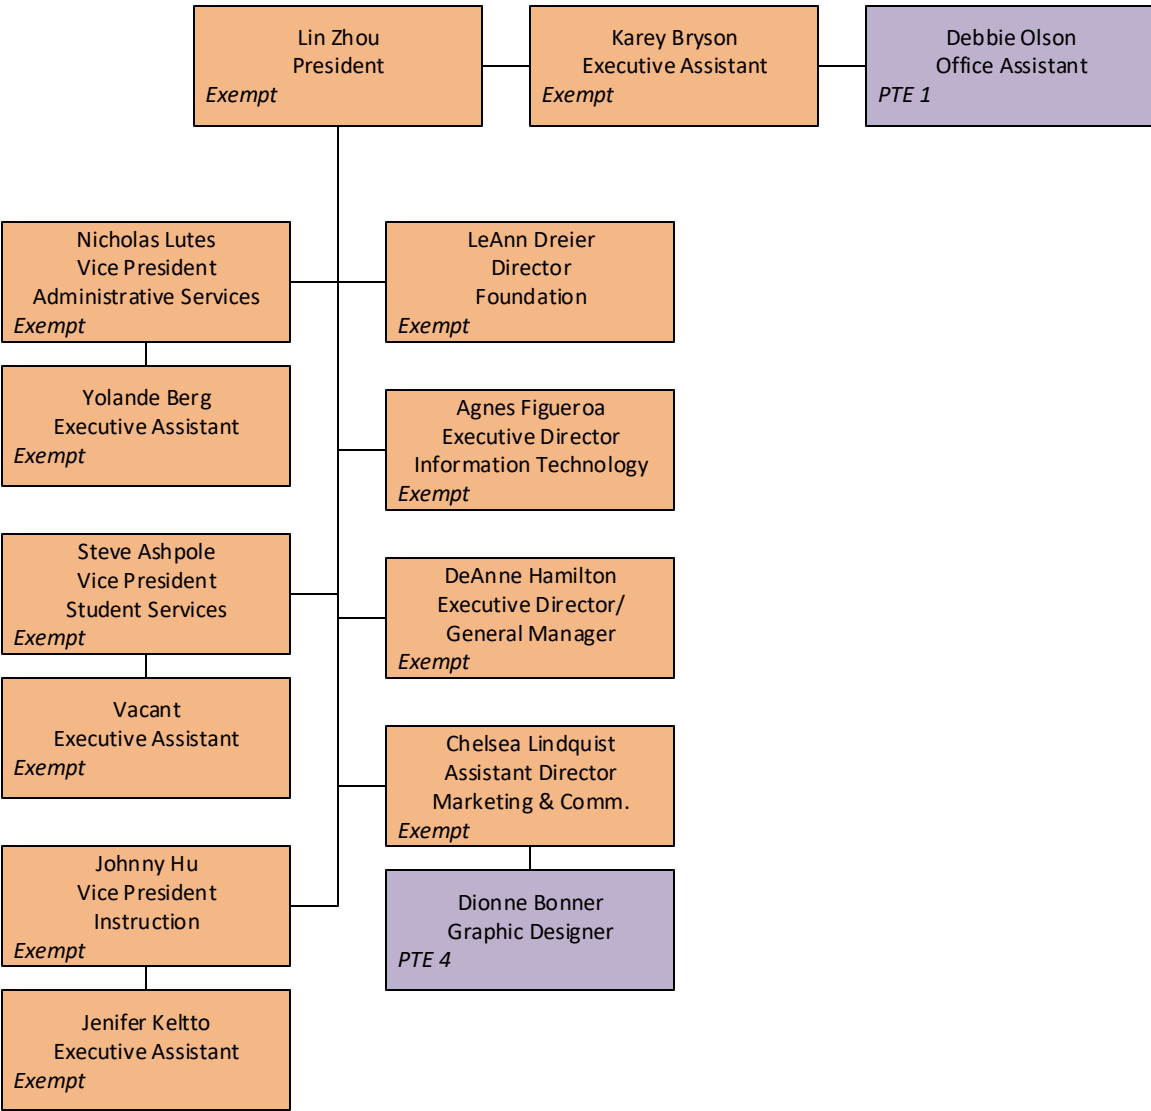 Lin Zhou
President
Exempt
Karey Bryson
Executive Assistant
Exempt
Debbie Olson
Office Assistant
PTE 1
Nicholas Lutes
Vice President
Administrative Services
Exempt
Yolande Berg
Executive Assistant
Exempt
Steve Ashpole
Vice President
Student Services
Exempt
Vacant
Executive Assistant
Exempt
Johnny Hu
Vice President
Instruction
Exempt
Jenifer Keltto
Executive Assistant
Exempt
LeAnn Dreier
Director
Foundation
Exempt
Agnes Figueroa
Executive Director
Information Technology
Exempt
DeAnne Hamilton
Executive Director/
General Manager
Exempt
Chelsea Lindquist
Assistant Director
Marketing & Comm.
Exempt
Dionne Bonner
Graphic Designer
PTE 4